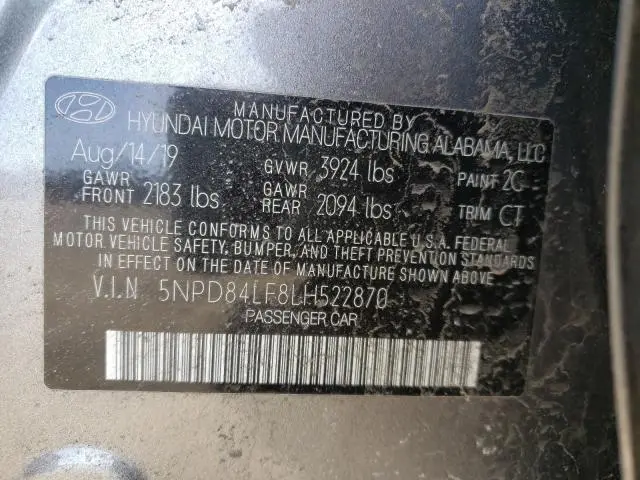 MANUFACTURED BY
HYUNDAI MOTOR MANUFACTURING ALABAMA, LLC
Aug/14/19 GVWR 3924 lbs PAINT 2C
GAWR FRONT 2183 lbs GAWR REAR 2094 lbs TRIM CT
THIS VEHICLE CONFORMS TO ALL APPLICABLE U.S.A. FEDERAL
MOTOR VEHICLE SAFETY, BUMPER, AND THEFT PREVENTION STANDARDS
IN EFFECT ON THE DATE OF MANUFACTURE SHOWN ABOVE.
V.I.N 5NPD84LF8LH522870
PASSENGER CAR